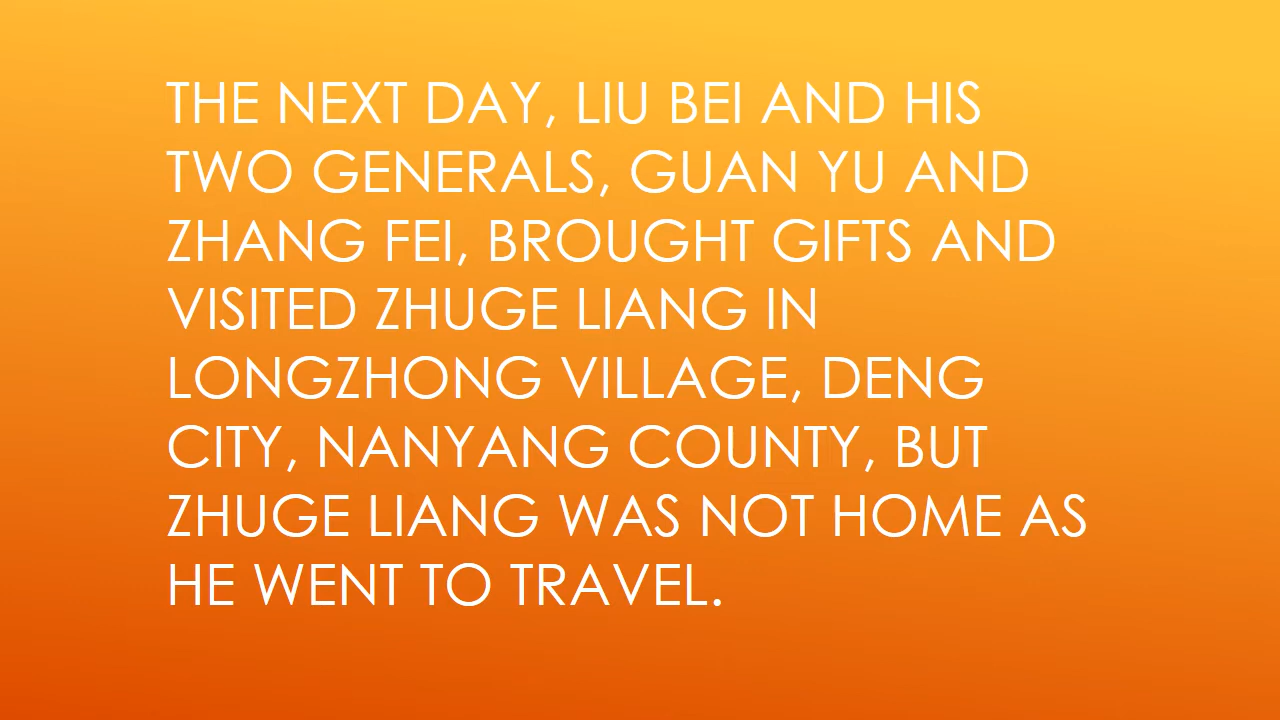 THE NEXT DAY, LIU BEI AND HIS
TWO GENERALS, GUAN YU AND
ZHANG FEI, BROUGHT GIFTS AND
VISITED ZHUGE LIANG IN
LONGZHONG VILLAGE, DENG
CITY, NANYANG COUNTY, BUT
ZHUGE LIANG WAS NOT HOME AS
HE WENT TO TRAVEL.